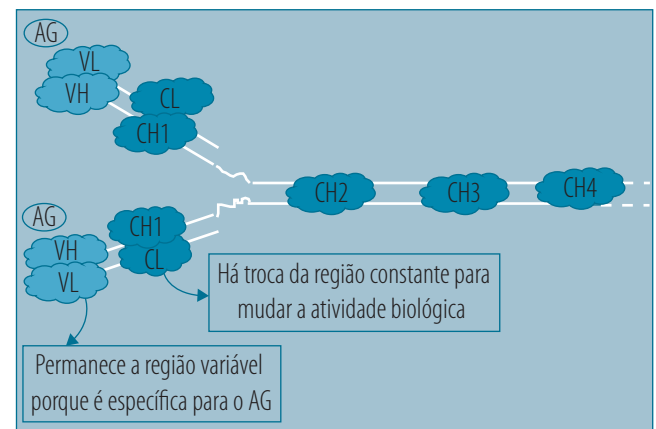 AG
VL
VH
CL
CH1
CH2
CH3
CH4
AG
CH1
VH
CL
VL
Há troca da região constante para
mudar a atividade biológica
Permanece a região variável
porque é específica para o AG